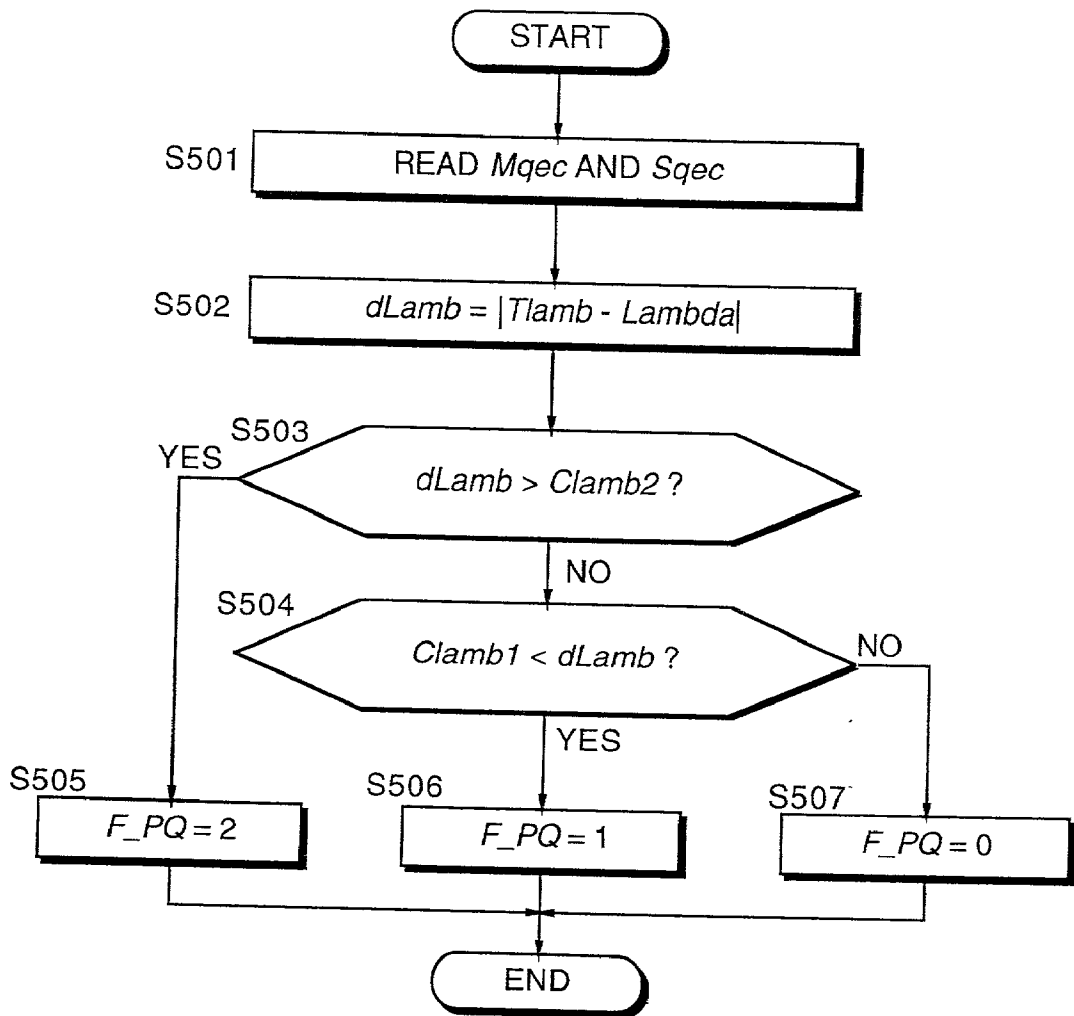 START
S501
READ Mqec AND Sqec
S502
dLamb = |Tlamb - Lambda|
S503
YES
dLamb > Clamb2 ?
NO
S504
Clamb1 < dLamb ?
NO
YES
S505
F_PQ = 2
S506
F_PQ = 1
S507
F_PQ = 0
END